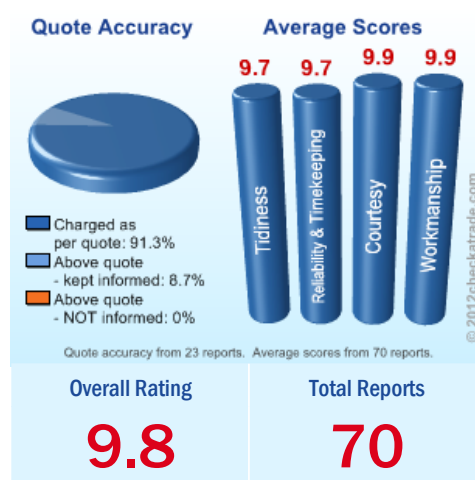 Quote Accuracy
Average Scores
9.7
9.7
9.9
9.9
Tidiness
Reliability & Timekeeping
Courtesy
Workmanship
Charged as
per quote: 91.3%
Above quote
- kept informed: 8.7%
Above quote
- NOT informed: 0%
© 2012checkatrade.com
Quote accuracy from 23 reports. Average scores from 70 reports.
Overall Rating
9.8
Total Reports
70